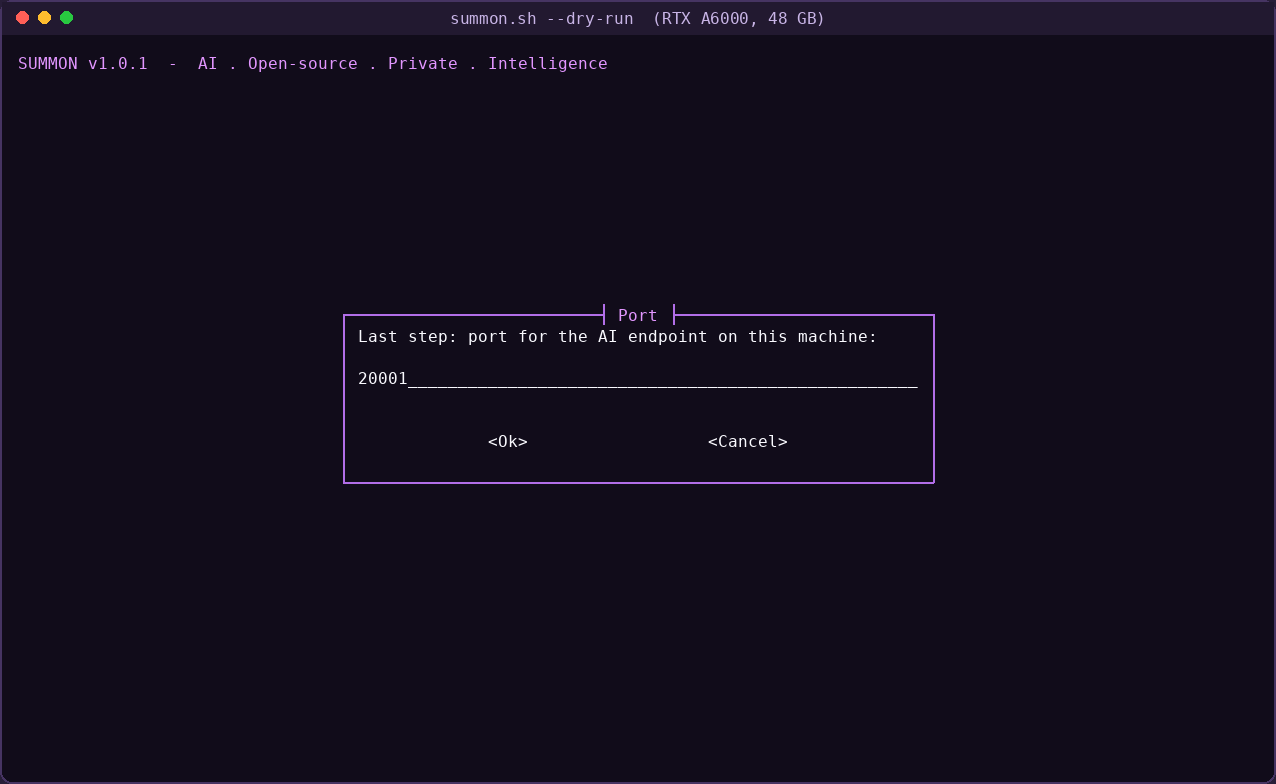 summon.sh --dry-run  (RTX A6000, 48 GB)
SUMMON v1.0.1  -  AI . Open-source . Private . Intelligence
Port
Last step: port for the AI endpoint on this machine:
20001___________________________________________________
<Ok>                  <Cancel>